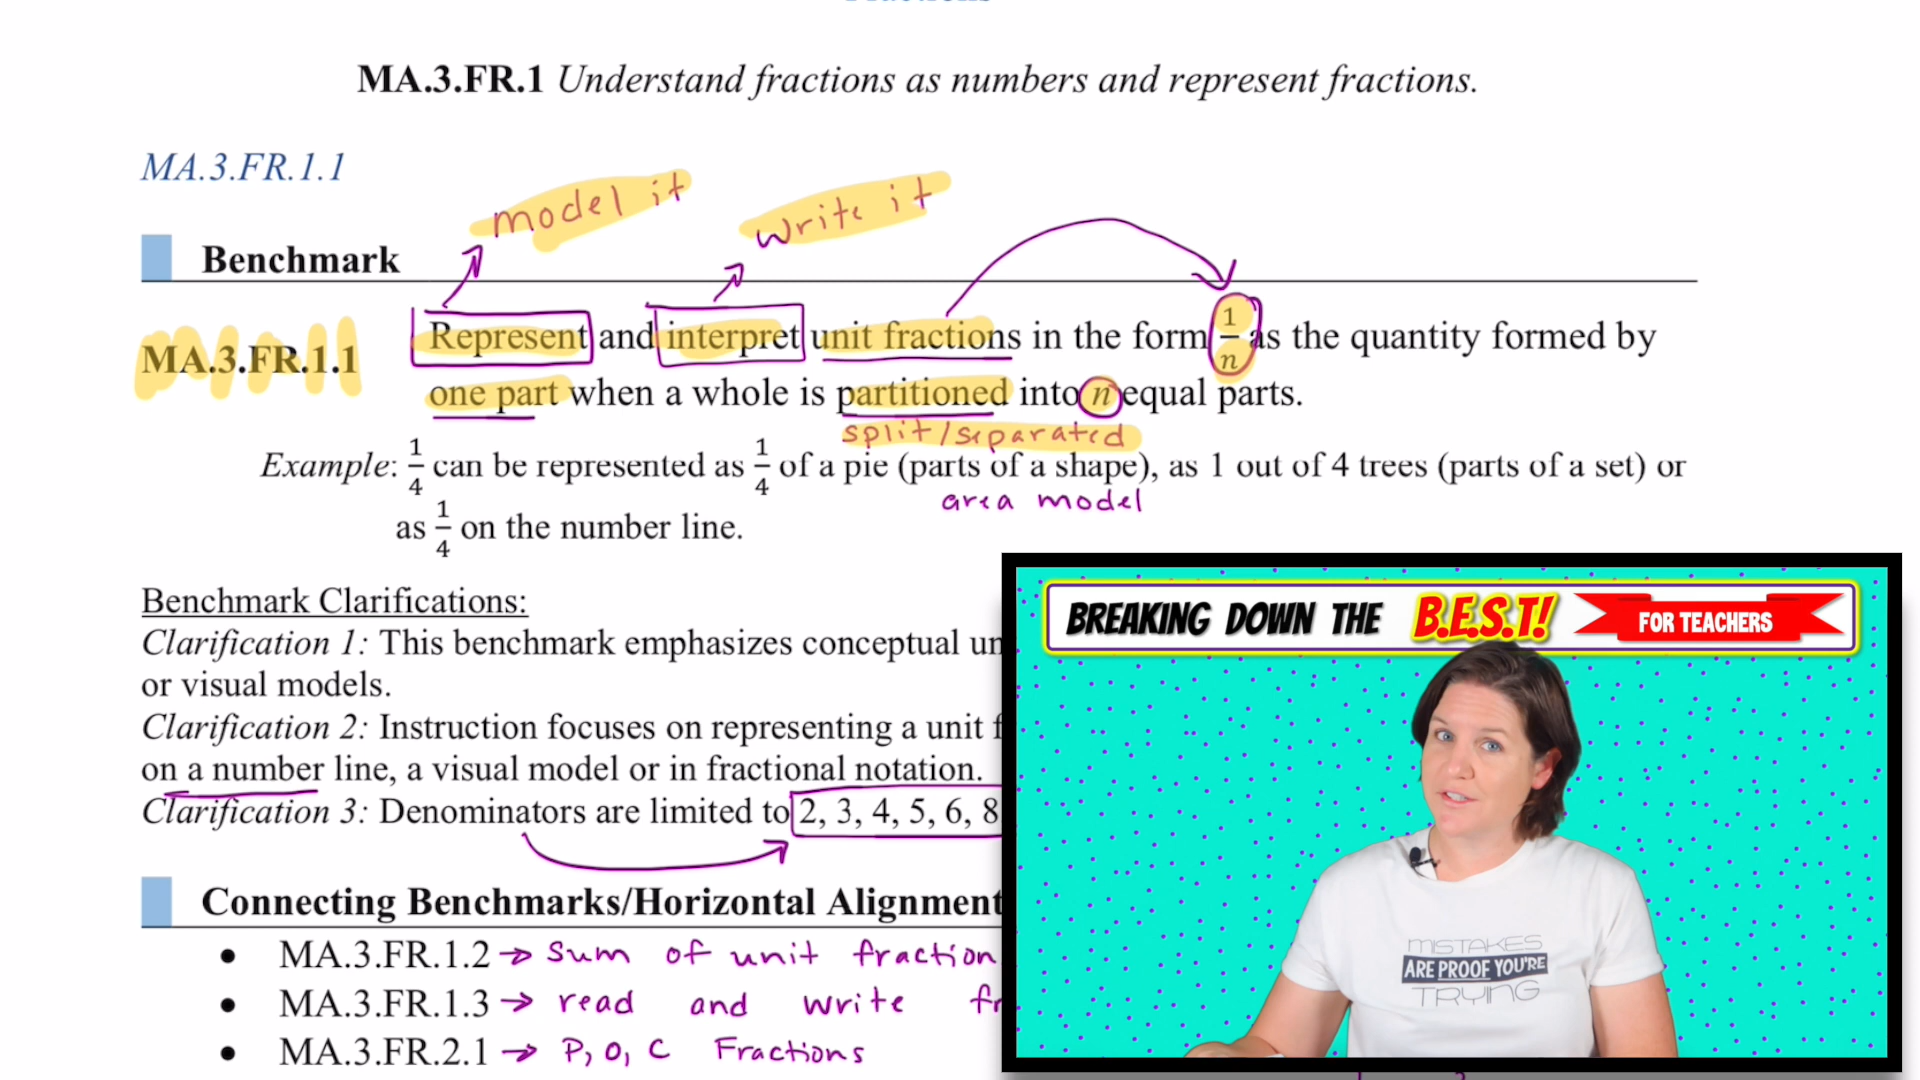 MA.3.FR.1 Understand fractions as numbers and represent fractions.
MA.3.FR.1.1
model it
write it
Benchmark
MA.3.FR.1.1
Represent and interpret unit fractions in the form 1/n as the quantity formed by
one part when a whole is partitioned into n equal parts.
split/separated
Example: 1/4 can be represented as 1/4 of a pie (parts of a shape), as 1 out of 4 trees (parts of a set) or
area model
as 1/4 on the number line.
Benchmark Clarifications:
Clarification 1: This benchmark emphasizes conceptual un
or visual models.
Clarification 2: Instruction focuses on representing a unit f
on a number line, a visual model or in fractional notation.
Clarification 3: Denominators are limited to 2, 3, 4, 5, 6, 8
Connecting Benchmarks/Horizontal Alignment
• MA.3.FR.1.2 → sum of unit fraction
• MA.3.FR.1.3 → read and write fr
• MA.3.FR.2.1 → P, O, C Fractions
BREAKING DOWN THE B.E.S.T! FOR TEACHERS
MISTAKES
ARE PROOF YOU'RE
TRYING